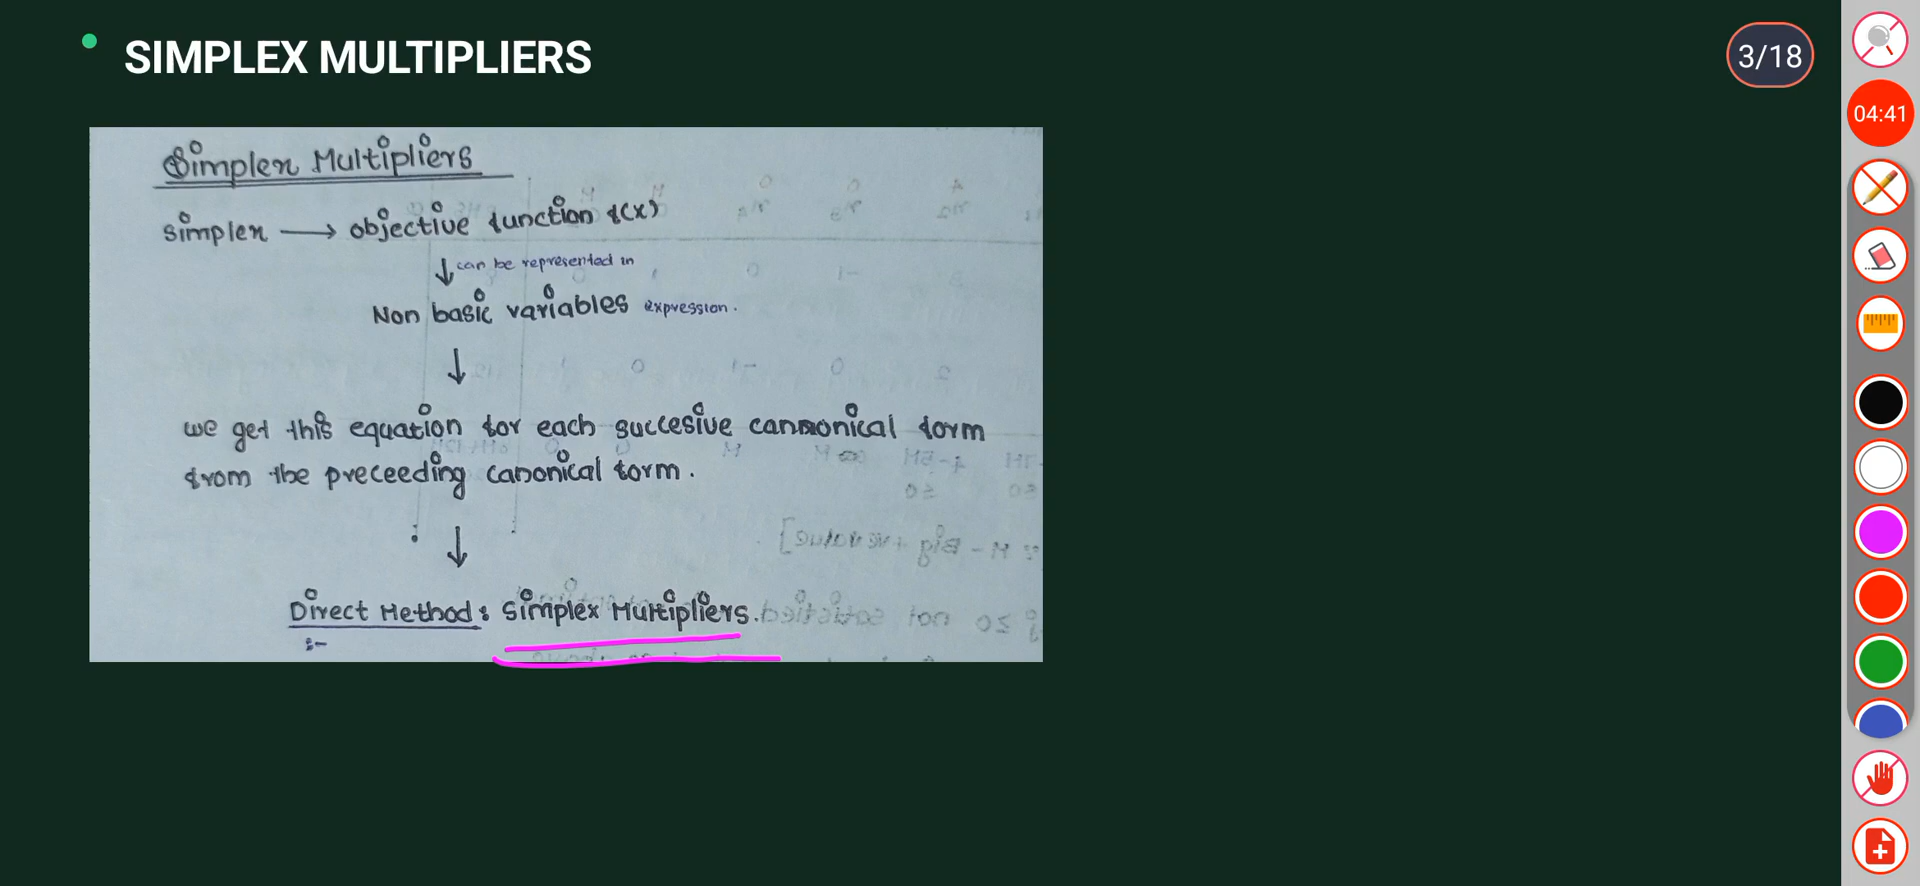 SIMPLEX MULTIPLIERS
3/18
04:41
Simplex Multipliers
simplex → objective function f(x)
↓ can be represented in
Non basic variables expression.
↓
we get this equation for each succesive cannonical form
from the preceeding canonical form.
↓
Direct Method: Simplex Multipliers.
:-